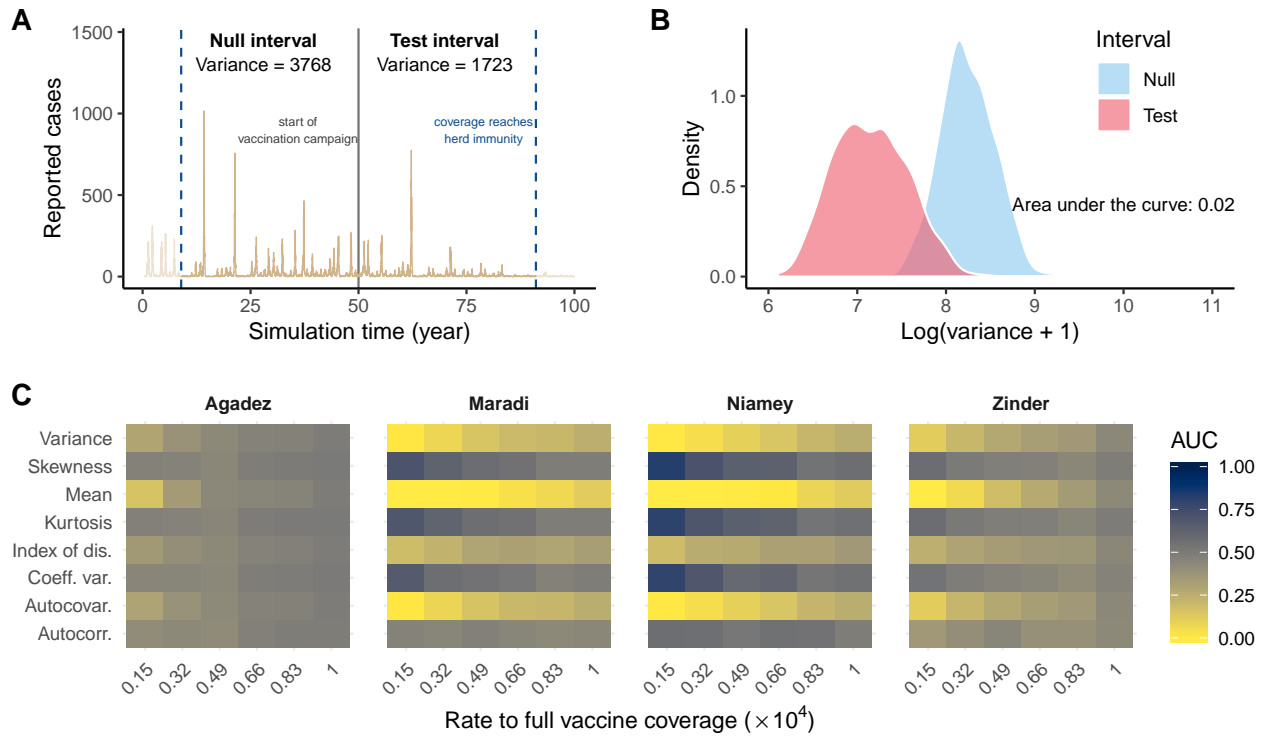 A
1500
1000
500
0
Reported cases
Null interval
Variance = 3768
Test interval
Variance = 1723
start of
vaccination campaign
coverage reaches
herd immunity
0
25
50
75
100
Simulation time (year)
B
1.0
0.5
0.0
Density
Interval
Null
Test
Area under the curve: 0.02
6
7
8
9
10
11
Log(variance + 1)
C
Agadez
Maradi
Niamey
Zinder
Variance
Skewness
Mean
Kurtosis
Index of dis.
Coeff. var.
Autocovar.
Autocorr.
0.15 0.32 0.49 0.66 0.83 1
0.15 0.32 0.49 0.66 0.83 1
0.15 0.32 0.49 0.66 0.83 1
0.15 0.32 0.49 0.66 0.83 1
Rate to full vaccine coverage (×10⁴)
AUC
1.00
0.75
0.50
0.25
0.00